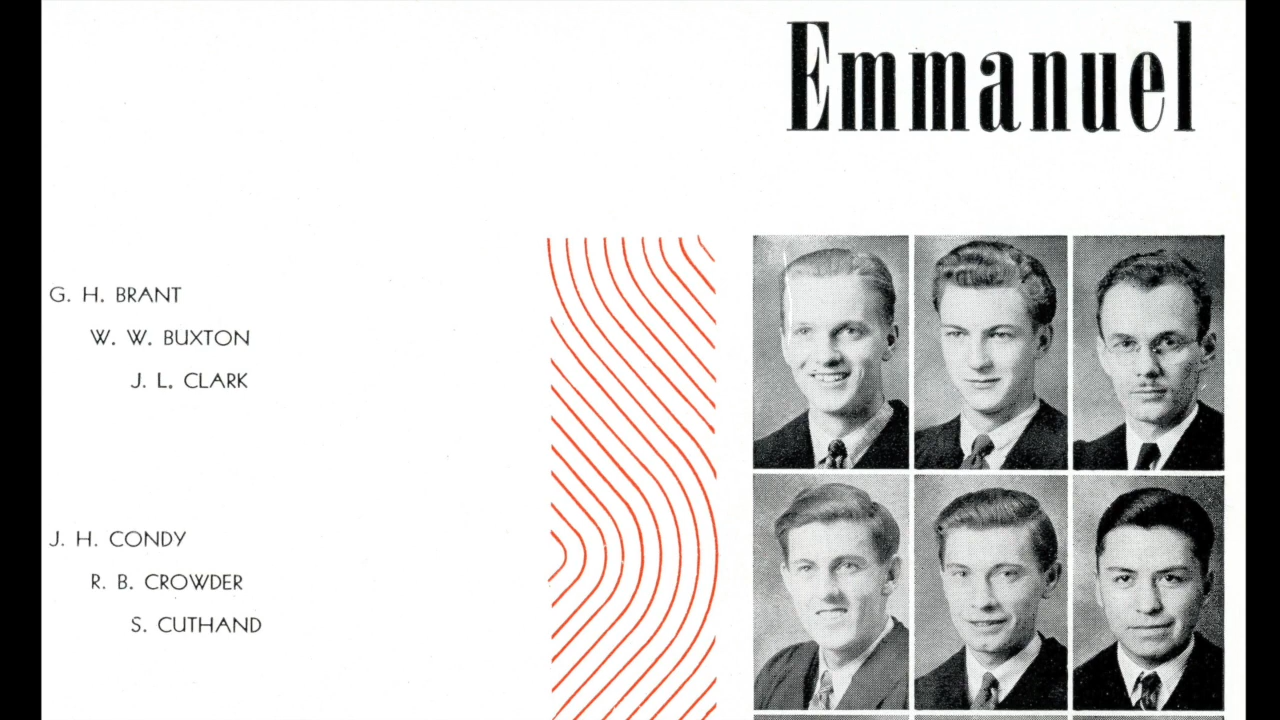 Emmanuel
G. H. BRANT
W. W. BUXTON
J. L. CLARK
J. H. CONDY
R. B. CROWDER
S. CUTHAND